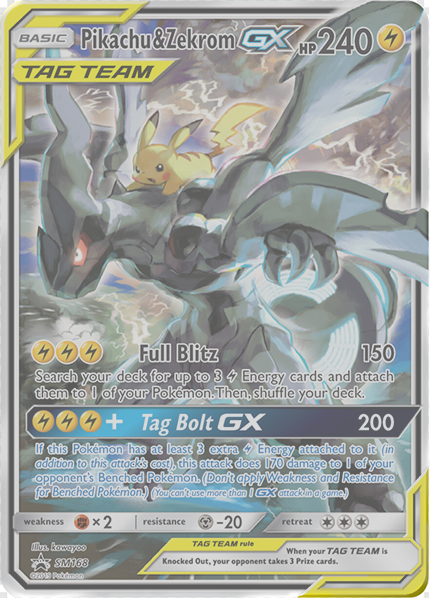 BASIC Pikachu&Zekrom GX HP 240
TAG TEAM
Full Blitz 150
Search your deck for up to 3 Energy cards and attach
them to 1 of your Pokémon. Then, shuffle your deck.
+ Tag Bolt GX 200
If this Pokémon has at least 3 extra Energy attached to it (in
addition to this attack's cost), this attack does 170 damage to 1 of your
opponent's Benched Pokémon. (Don't apply Weakness and Resistance
for Benched Pokémon.) (You can't use more than 1 GX attack in a game.)
weakness ×2 resistance -20 retreat
Illus. kawayoo
SM168
©2019 Pokémon
TAG TEAM rule
When your TAG TEAM is
Knocked Out, your opponent takes 3 Prize cards.